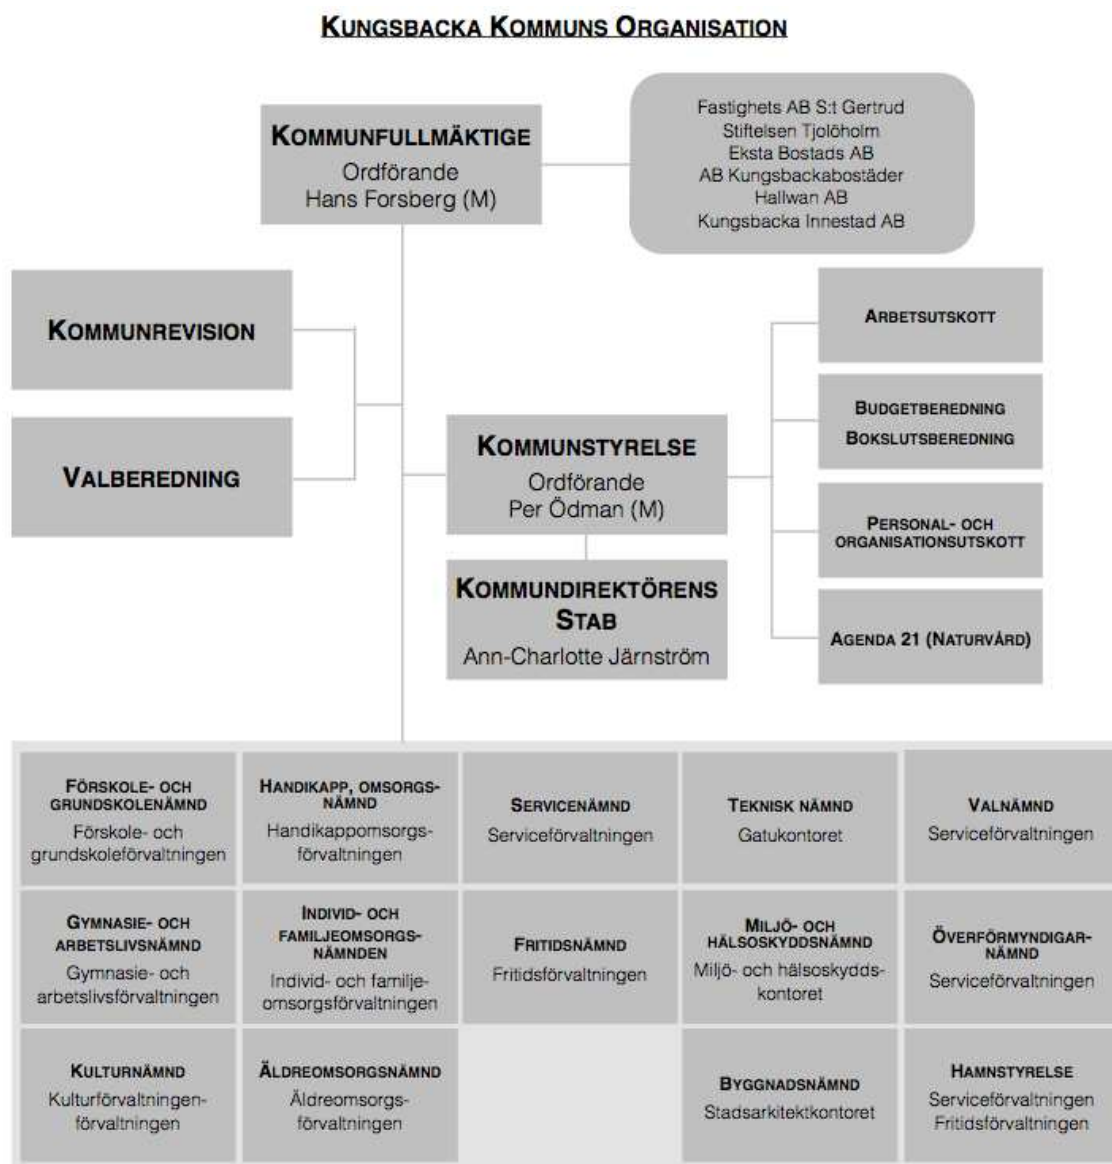 KUNGSBACKA KOMMUNS ORGANISATION
KOMMUNFULLMÄKTIGE
Ordförande
Hans Forsberg (M)
Fastighets AB S:t Gertrud
Stiftelsen Tjolöholm
Eksta Bostads AB
AB Kungsbackabostäder
Hallwan AB
Kungsbacka Innestad AB
KOMMUNREVISION
VALBEREDNING
KOMMUNSTYRELSE
Ordförande
Per Ödman (M)
KOMMUNDIREKTÖRENS
STAB
Ann-Charlotte Järnström
ARBETSUTSKOTT
BUDGETBEREDNING
BOKSLUTSBEREDNING
PERSONAL- OCH
ORGANISATIONSUTSKOTT
AGENDA 21 (NATURVÅRD)
FÖRSKOLE- OCH
GRUNDSKOLENÄMND
Förskole- och
grundskoleförvaltningen
HANDIKAPP, OMSORGS-
NÄMND
Handikappomsorgs-
förvaltningen
SERVICENÄMND
Serviceförvaltningen
TEKNISK NÄMND
Gatukontoret
VALNÄMND
Serviceförvaltningen
GYMNASIE- OCH
ARBETSLIVSNÄMND
Gymnasie- och
arbetslivsförvaltningen
INDIVID- OCH
FAMILJEOMSORGS-
NÄMNDEN
Individ- och familje-
omsorgsförvaltningen
FRITIDSNÄMND
Fritidsförvaltningen
MILJÖ- OCH
HÄLSOSKYDDSNÄMND
Miljö- och hälsoskydds-
kontoret
ÖVERFÖRMYNDIGAR-
NÄMND
Serviceförvaltningen
KULTURNÄMND
Kulturförvaltningen-
förvaltningen
ÄLDREOMSORGSNÄMND
Äldreomsorgs-
förvaltningen
BYGGNADSNÄMND
Stadsarkitektkontoret
HAMNSTYRELSE
Serviceförvaltningen
Fritidsförvaltningen